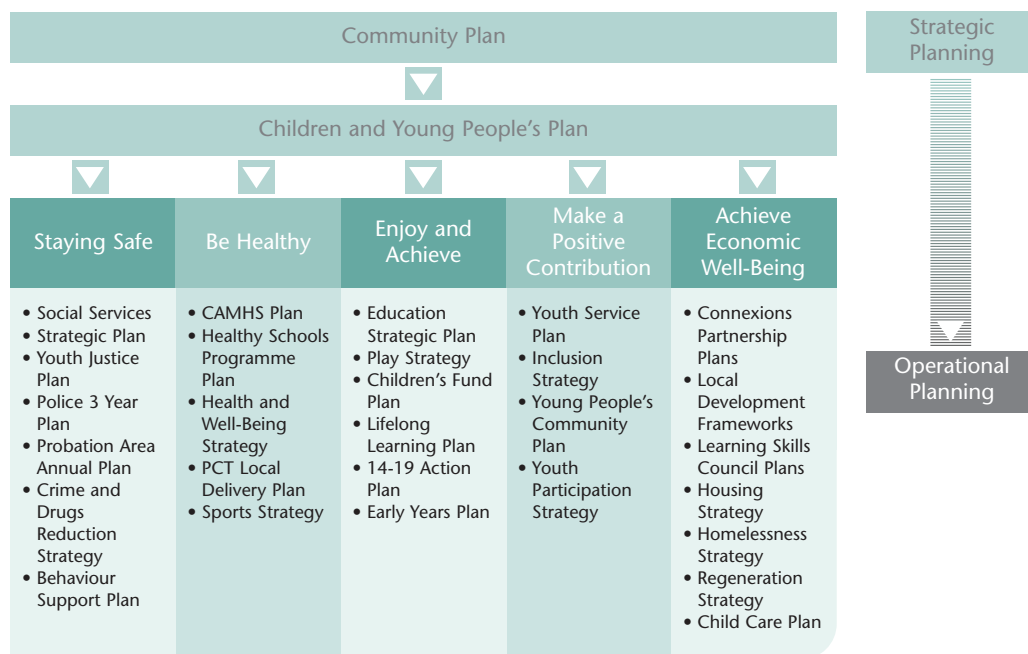 Community Plan
Strategic
Planning
Children and Young People's Plan
Staying Safe
Be Healthy
Enjoy and
Achieve
Make a
Positive
Contribution
Achieve
Economic
Well-Being
• Social Services
• Strategic Plan
• Youth Justice
Plan
• Police 3 Year
Plan
• Probation Area
Annual Plan
• Crime and
Drugs
Reduction
Strategy
• Behaviour
Support Plan
• CAMHS Plan
• Healthy Schools
Programme
Plan
• Health and
Well-Being
Strategy
• PCT Local
Delivery Plan
• Sports Strategy
• Education
Strategic Plan
• Play Strategy
• Children's Fund
Plan
• Lifelong
Learning Plan
• 14-19 Action
Plan
• Early Years Plan
• Youth Service
Plan
• Inclusion
Strategy
• Young People's
Community
Plan
• Youth
Participation
Strategy
• Connexions
Partnership
Plans
• Local
Development
Frameworks
• Learning Skills
Council Plans
• Housing
Strategy
• Homelessness
Strategy
• Regeneration
Strategy
• Child Care Plan
Operational
Planning